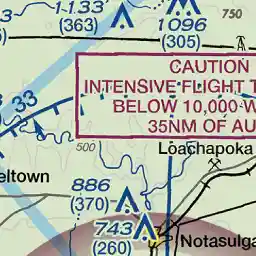 1133
(363)
1096
(305)
750
CAUTION
INTENSIVE FLIGHT T
BELOW 10,000 W
35NM OF AU
33
500
Loachapoka
eltown
886
(370)
743
(260)
Notasulga